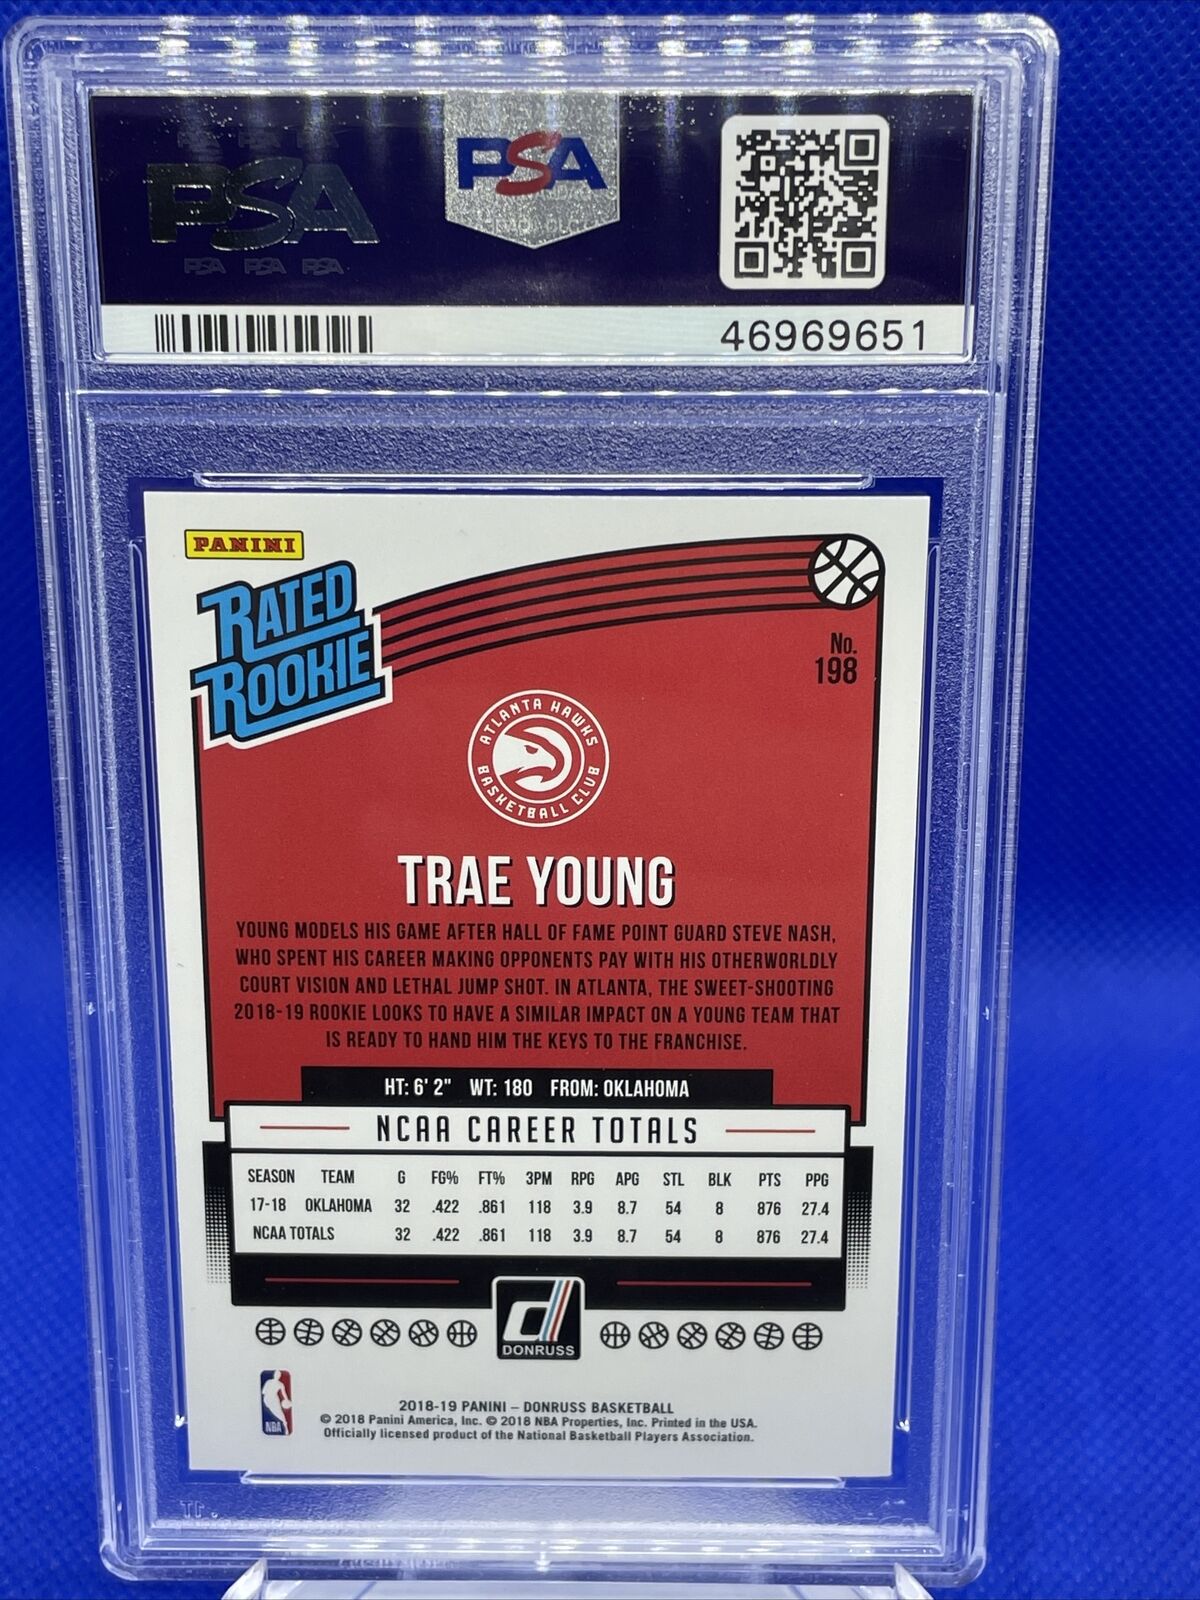 PSA PSA PSA
PSA
PSA PSA PSA
PSA
46969651
PANINI
RATED
ROOKIE
No.
198
ATLANTA HAWKS
BASKETBALL CLUB
TRAE YOUNG
YOUNG MODELS HIS GAME AFTER HALL OF FAME POINT GUARD STEVE NASH,
WHO SPENT HIS CAREER MAKING OPPONENTS PAY WITH HIS OTHERWORLDLY
COURT VISION AND LETHAL JUMP SHOT. IN ATLANTA, THE SWEET-SHOOTING
2018-19 ROOKIE LOOKS TO HAVE A SIMILAR IMPACT ON A YOUNG TEAM THAT
IS READY TO HAND HIM THE KEYS TO THE FRANCHISE.
HT: 6' 2" WT: 180 FROM: OKLAHOMA
NCAA CAREER TOTALS
SEASON TEAM G FG% FT% 3PM RPG APG STL BLK PTS PPG
17-18 OKLAHOMA 32 .422 .861 118 3.9 8.7 54 8 876 27.4
NCAA TOTALS 32 .422 .861 118 3.9 8.7 54 8 876 27.4
d
DONRUSS
NBA
2018-19 PANINI – DONRUSS BASKETBALL
© 2018 Panini America, Inc. © 2018 NBA Properties, Inc. Printed in the USA.
Officially licensed product of the National Basketball Players Association.